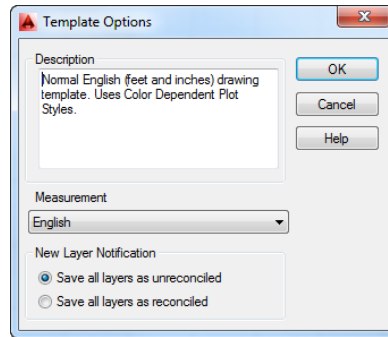 Template Options
Description
Normal English (feet and inches) drawing
template. Uses Color Dependent Plot
Styles.
OK
Cancel
Help
Measurement
English
New Layer Notification
Save all layers as unreconciled
Save all layers as reconciled